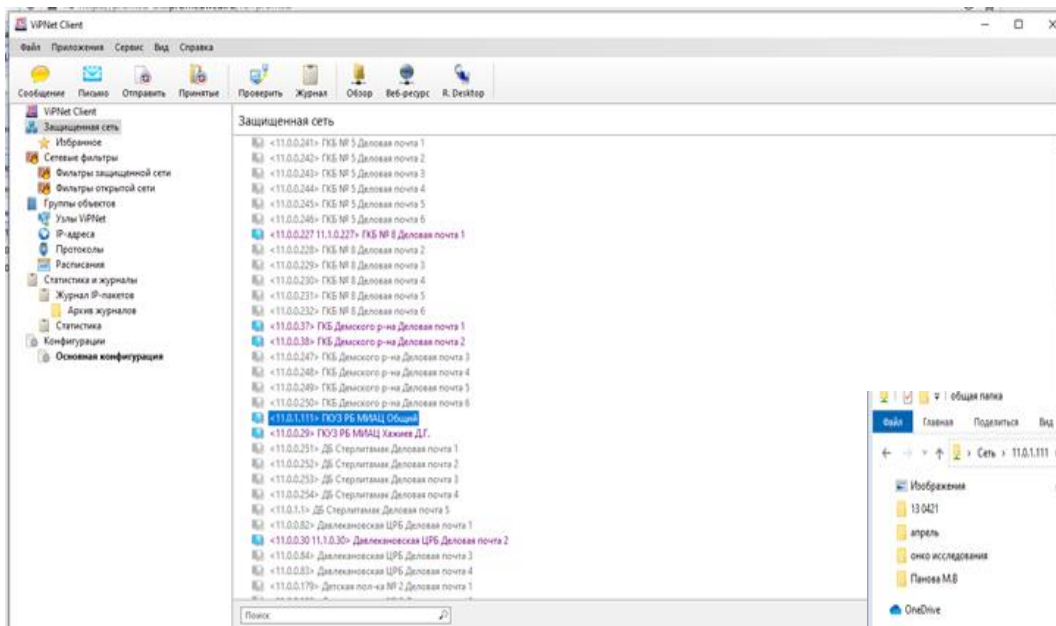 ViPNet Client
Файл Приложения Сервис Вид Справка
Сообщение Письмо Отправить Принятые Проверить Журнал Обзор Веб-ресурс R. Desktop
ViPNet Client
Защищенная сеть
Избранное
Сетевые фильтры
Фильтры защищенной сети
Фильтры открытой сети
Группы объектов
Узлы ViPNet
IP-адреса
Протоколы
Расписания
Статистика и журналы
Журнал IP-пакетов
Архив журналов
Статистика
Конфигурации
Основная конфигурация
Защищенная сеть
<11.0.0.241> ГКБ № 5 Деловая почта 1
<11.0.0.242> ГКБ № 5 Деловая почта 2
<11.0.0.243> ГКБ № 5 Деловая почта 3
<11.0.0.244> ГКБ № 5 Деловая почта 4
<11.0.0.245> ГКБ № 5 Деловая почта 5
<11.0.0.246> ГКБ № 5 Деловая почта 6
<11.0.0.227 11.1.0.227> ГКБ № 8 Деловая почта 1
<11.0.0.228> ГКБ № 8 Деловая почта 2
<11.0.0.229> ГКБ № 8 Деловая почта 3
<11.0.0.230> ГКБ № 8 Деловая почта 4
<11.0.0.231> ГКБ № 8 Деловая почта 5
<11.0.0.232> ГКБ № 8 Деловая почта 6
<11.0.0.37> ГКБ Демского р-на Деловая почта 1
<11.0.0.38> ГКБ Демского р-на Деловая почта 2
<11.0.0.247> ГКБ Демского р-на Деловая почта 3
<11.0.0.248> ГКБ Демского р-на Деловая почта 4
<11.0.0.249> ГКБ Демского р-на Деловая почта 5
<11.0.0.250> ГКБ Демского р-на Деловая почта 6
<11.0.1.111> ГКУЗ РБ МИАЦ Общий
<11.0.0.29> ГКУЗ РБ МИАЦ Хажиев Д.Г.
<11.0.0.251> ДБ Стерлитамак Деловая почта 1
<11.0.0.252> ДБ Стерлитамак Деловая почта 2
<11.0.0.253> ДБ Стерлитамак Деловая почта 3
<11.0.0.254> ДБ Стерлитамак Деловая почта 4
<11.0.1.1> ДБ Стерлитамак Деловая почта 5
<11.0.0.82> Давлекановская ЦРБ Деловая почта 1
<11.0.0.30 11.1.0.30> Давлекановская ЦРБ Деловая почта 2
<11.0.0.84> Давлекановская ЦРБ Деловая почта 3
<11.0.0.83> Давлекановская ЦРБ Деловая почта 4
<11.0.0.179> Детская пол-ка № 2 Деловая почта 1
Поиск
общая папка
Файл Главная Поделиться Вид
Сеть 11.0.1.111
Изображения
13 0421
апрель
онко исследования
Панова М.В
OneDrive